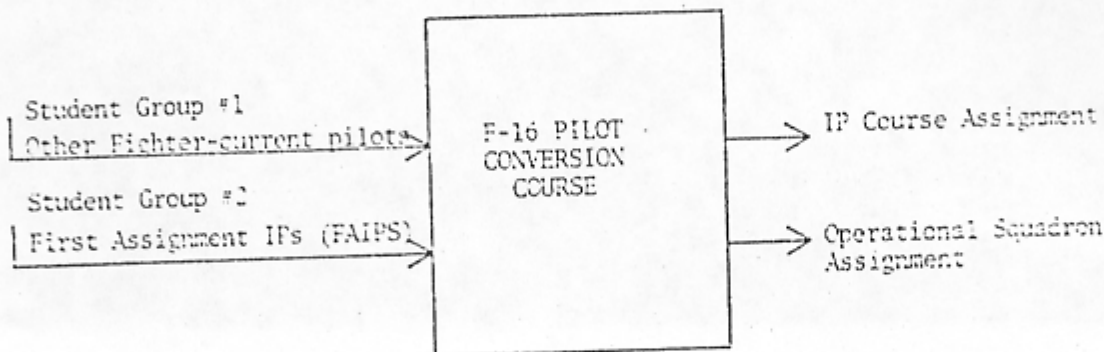 Student Group #1
Other Fighter-current pilots
Student Group #2
First Assignment IPs (FAIPS)
F-16 PILOT
CONVERSION
COURSE
IP Course Assignment
Operational Squadron
Assignment